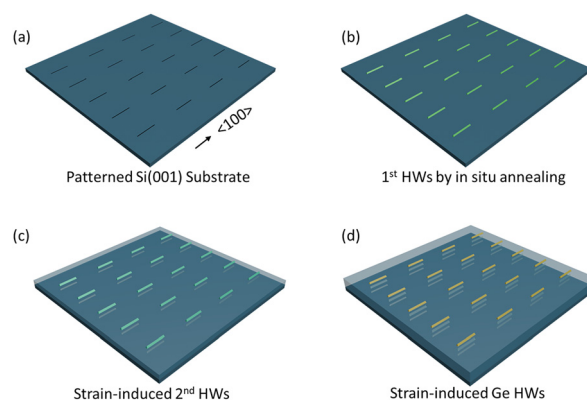 (a)
<100>
Patterned Si(001) Substrate
(b)
1st HWs by in situ annealing
(c)
Strain-induced 2nd HWs
(d)
Strain-induced Ge HWs